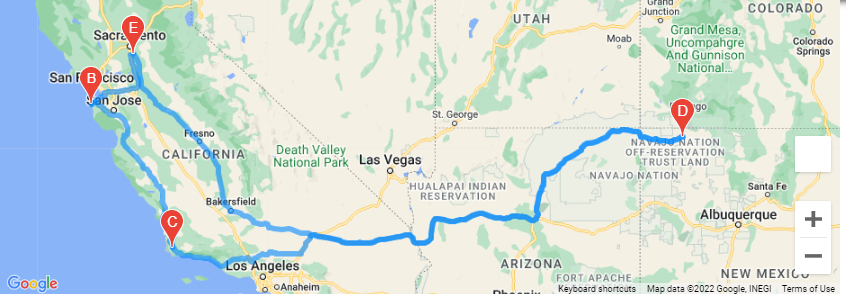 E
Sacramento
UTAH
Grand
Junction
COLORADO
Grand Mesa,
Uncompahgre
And Gunnison
National...
Moab
Colorado
Springs
San Francisco
B
San Jose
St. George
D
Fresno
CALIFORNIA
Death Valley
National Park
Las Vegas
NAVAJO NATION
OFF-RESERVATION
TRUST LAND
NAVAJO NATION
HUALAPAI INDIAN
RESERVATION
Santa Fe
Bakersfield
C
Albuquerque
+
−
Los Angeles
Anaheim
ARIZONA
FORT APACHE
NEW MEXICO
Phoenix
Google
Keyboard shortcuts
Map data ©2022 Google, INEGI
Terms of Use